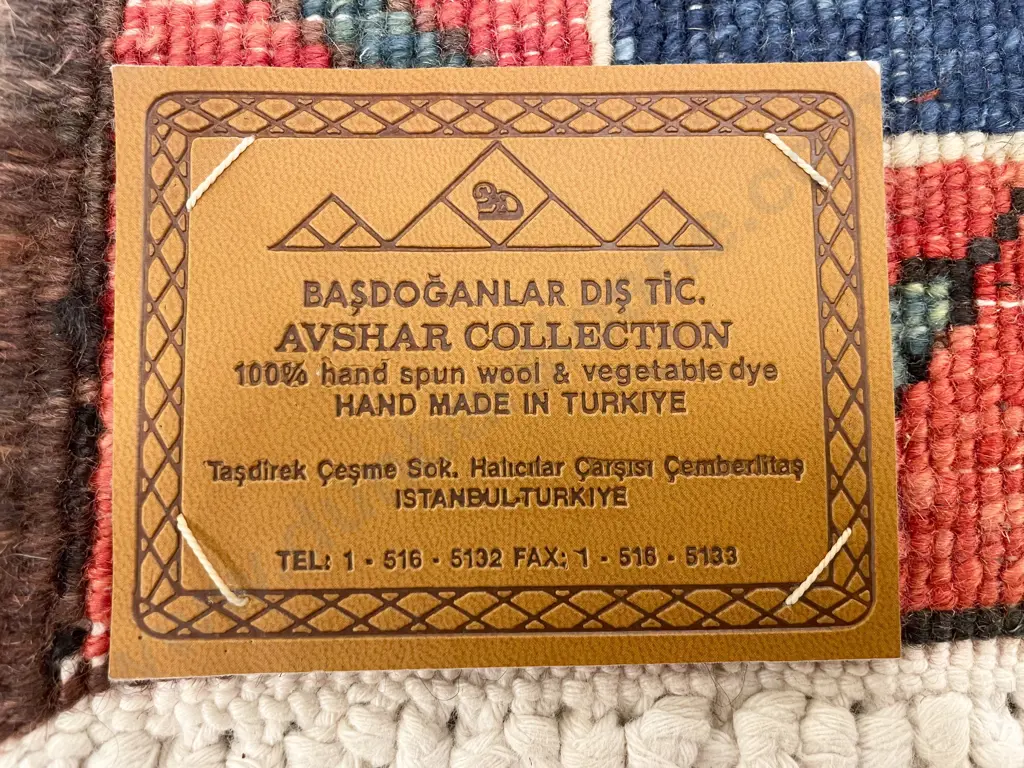 BAŞDOĞANLAR DIŞ TİC.
AVSHAR COLLECTION
100% hand spun wool & vegetable dye
HAND MADE IN TURKIYE
Taşdirek Çeşme Sok. Halıcılar Çarşısı Çemberlitaş
ISTANBUL-TURKIYE
TEL: 1 - 516 - 5132 FAX: 1 - 516 - 5133